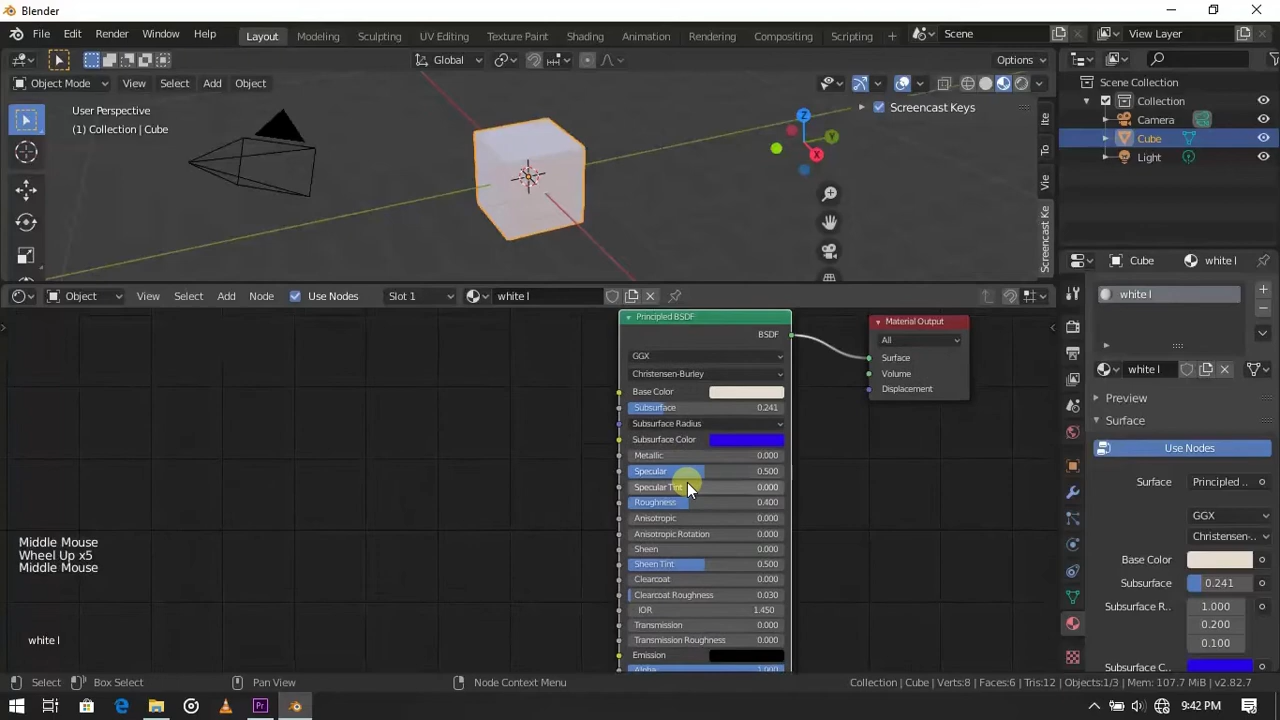 Blender
File Edit Render Window Help Layout Modeling Sculpting UV Editing Texture Paint Shading Animation Rendering Compositing Scripting + Scene View Layer
Global Options
Object Mode View Select Add Object
User Perspective
(1) Collection | Cube
Screencast Keys
Z
Y
X
Ite
To
Vie
Screencast Ke
Scene Collection
Collection
Camera
Cube
Light
Object View Select Add Node Use Nodes Slot 1 white l
Principled BSDF
BSDF
GGX
Christensen-Burley
Base Color
Subsurface 0.241
Subsurface Radius
Subsurface Color
Metallic 0.000
Specular 0.500
Specular Tint 0.000
Roughness 0.400
Anisotropic 0.000
Anisotropic Rotation 0.000
Sheen 0.000
Sheen Tint 0.500
Clearcoat 0.000
Clearcoat Roughness 0.030
IOR 1.450
Transmission 0.000
Transmission Roughness 0.000
Emission
Alpha 1.000
Material Output
All
Surface
Volume
Displacement
Middle Mouse
Wheel Up x5
Middle Mouse
white l
Cube white l
white l
white l
Preview
Surface
Use Nodes
Surface Principled ..
GGX
Christensen-..
Base Color
Subsurface 0.241
Subsurface R.. 1.000
0.200
0.100
Subsurface C..
Select Box Select Pan View Node Context Menu Collection | Cube | Verts:8 | Faces:6 | Tris:12 | Objects:1/3 | Mem: 107.7 MiB | v2.82.7
Pr 9:42 PM